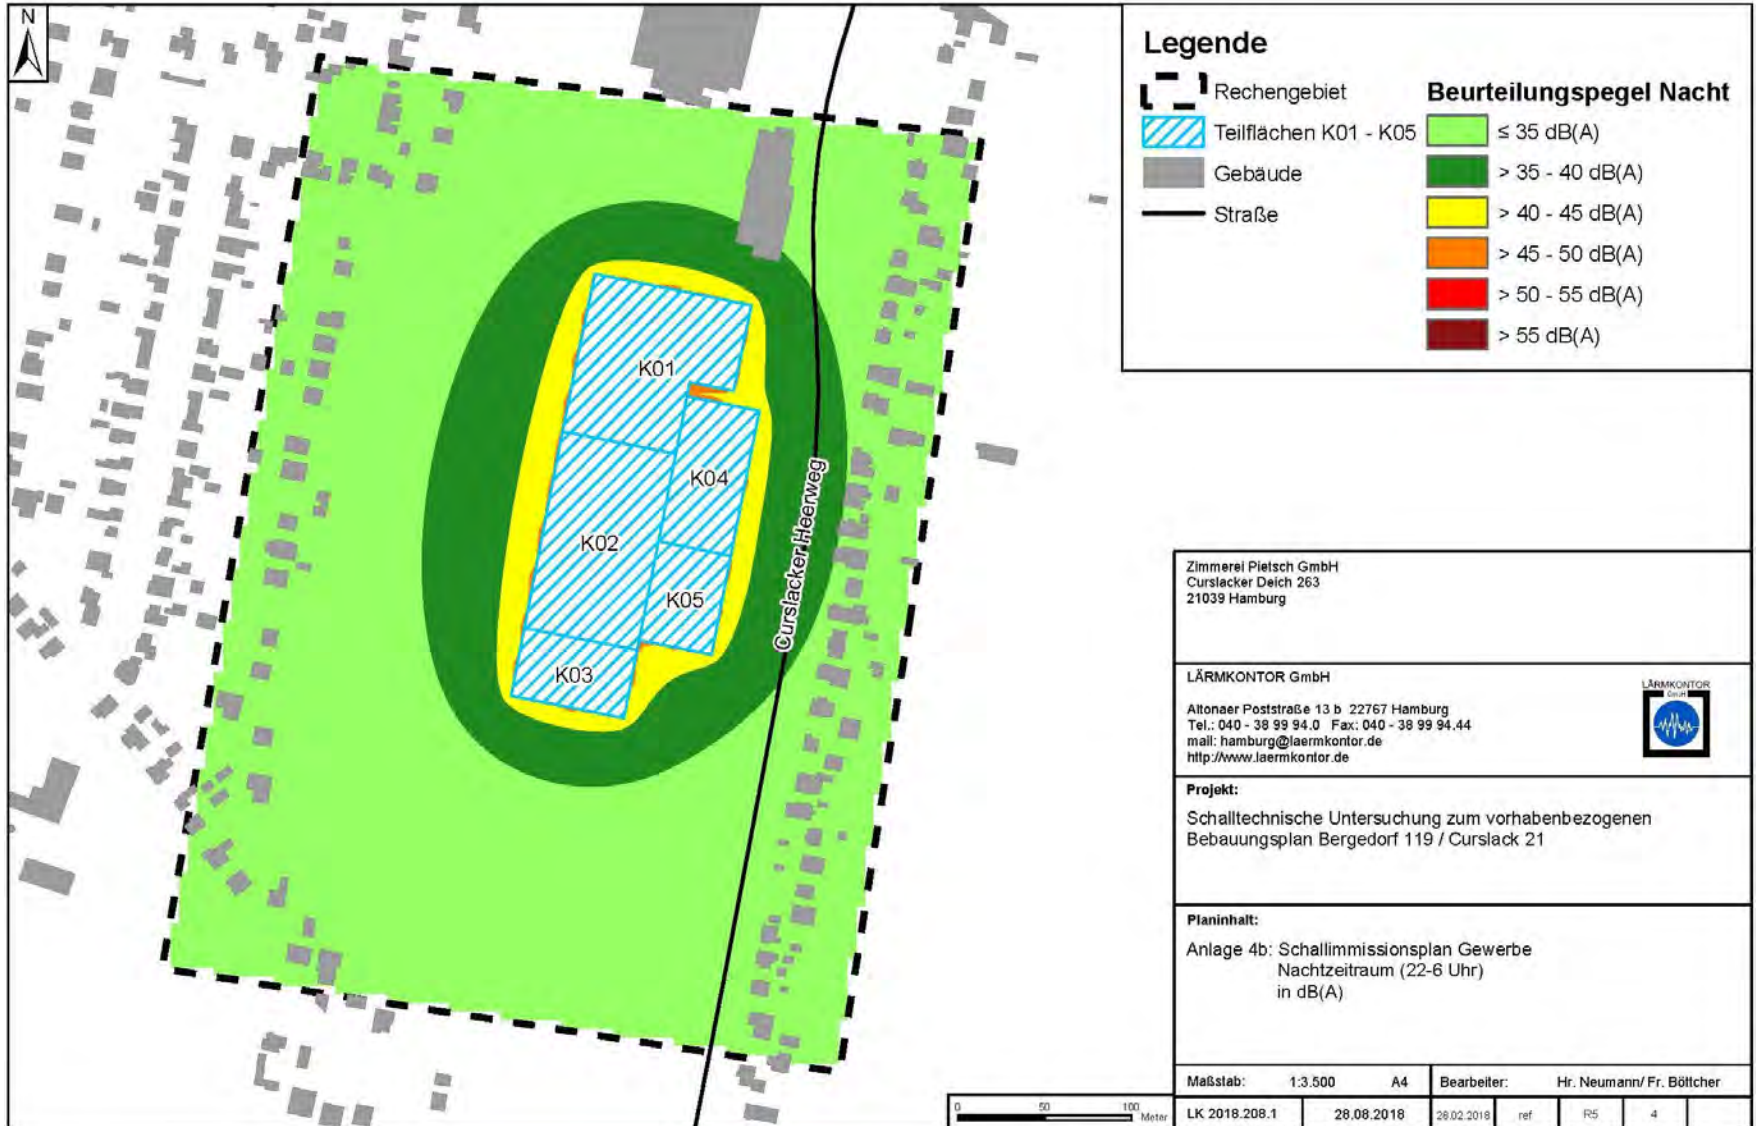 N
K01
K04
K02
K05
K03
Curslacker Heerweg
Legende
Rechengebiet
Teilflächen K01 - K05
Gebäude
Straße
Beurteilungspegel Nacht
≤ 35 dB(A)
> 35 - 40 dB(A)
> 40 - 45 dB(A)
> 45 - 50 dB(A)
> 50 - 55 dB(A)
> 55 dB(A)
Zimmerei Pietsch GmbH
Curslacker Deich 263
21039 Hamburg
LÄRMKONTOR GmbH
Altonaer Poststraße 13 b 22767 Hamburg
Tel.: 040 - 38 99 94.0 Fax: 040 - 38 99 94.44
mail: hamburg@laermkontor.de
http://www.laermkontor.de
LÄRMKONTOR
GmbH
Projekt:
Schalltechnische Untersuchung zum vorhabenbezogenen
Bebauungsplan Bergedorf 119 / Curslack 21
Planinhalt:
Anlage 4b: Schallimmissionsplan Gewerbe
Nachtzeitraum (22-6 Uhr)
in dB(A)
Maßstab: 1:3.500 A4 Bearbeiter: Hr. Neumann/ Fr. Böttcher
LK 2018.208.1 28.08.2018 28.02.2018 ref R5 4
0 50 100
Meter